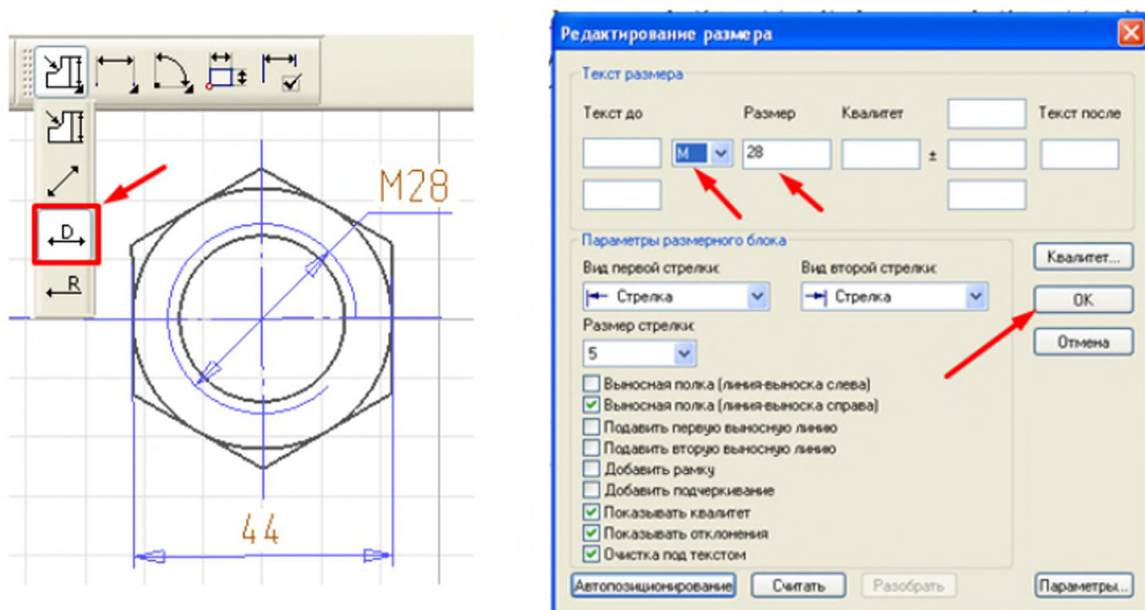 D
R
M28
44
Редактирование размера
Текст размера
Текст до Размер Квалитет Текст после
М 28 ±
Параметры размерного блока
Вид первой стрелки: Вид второй стрелки:
Стрелка Стрелка
Размер стрелки:
5
Выносная полка (линия-выноска слева)
Выносная полка (линия-выноска справа)
Подавить первую выносную линию
Подавить вторую выносную линию
Добавить рамку
Добавить подчеркивание
Показывать квалитет
Показывать отклонения
Очистка под текстом
Квалитет...
OK
Отмена
Автопозиционирование Считать Разобрать Параметры...